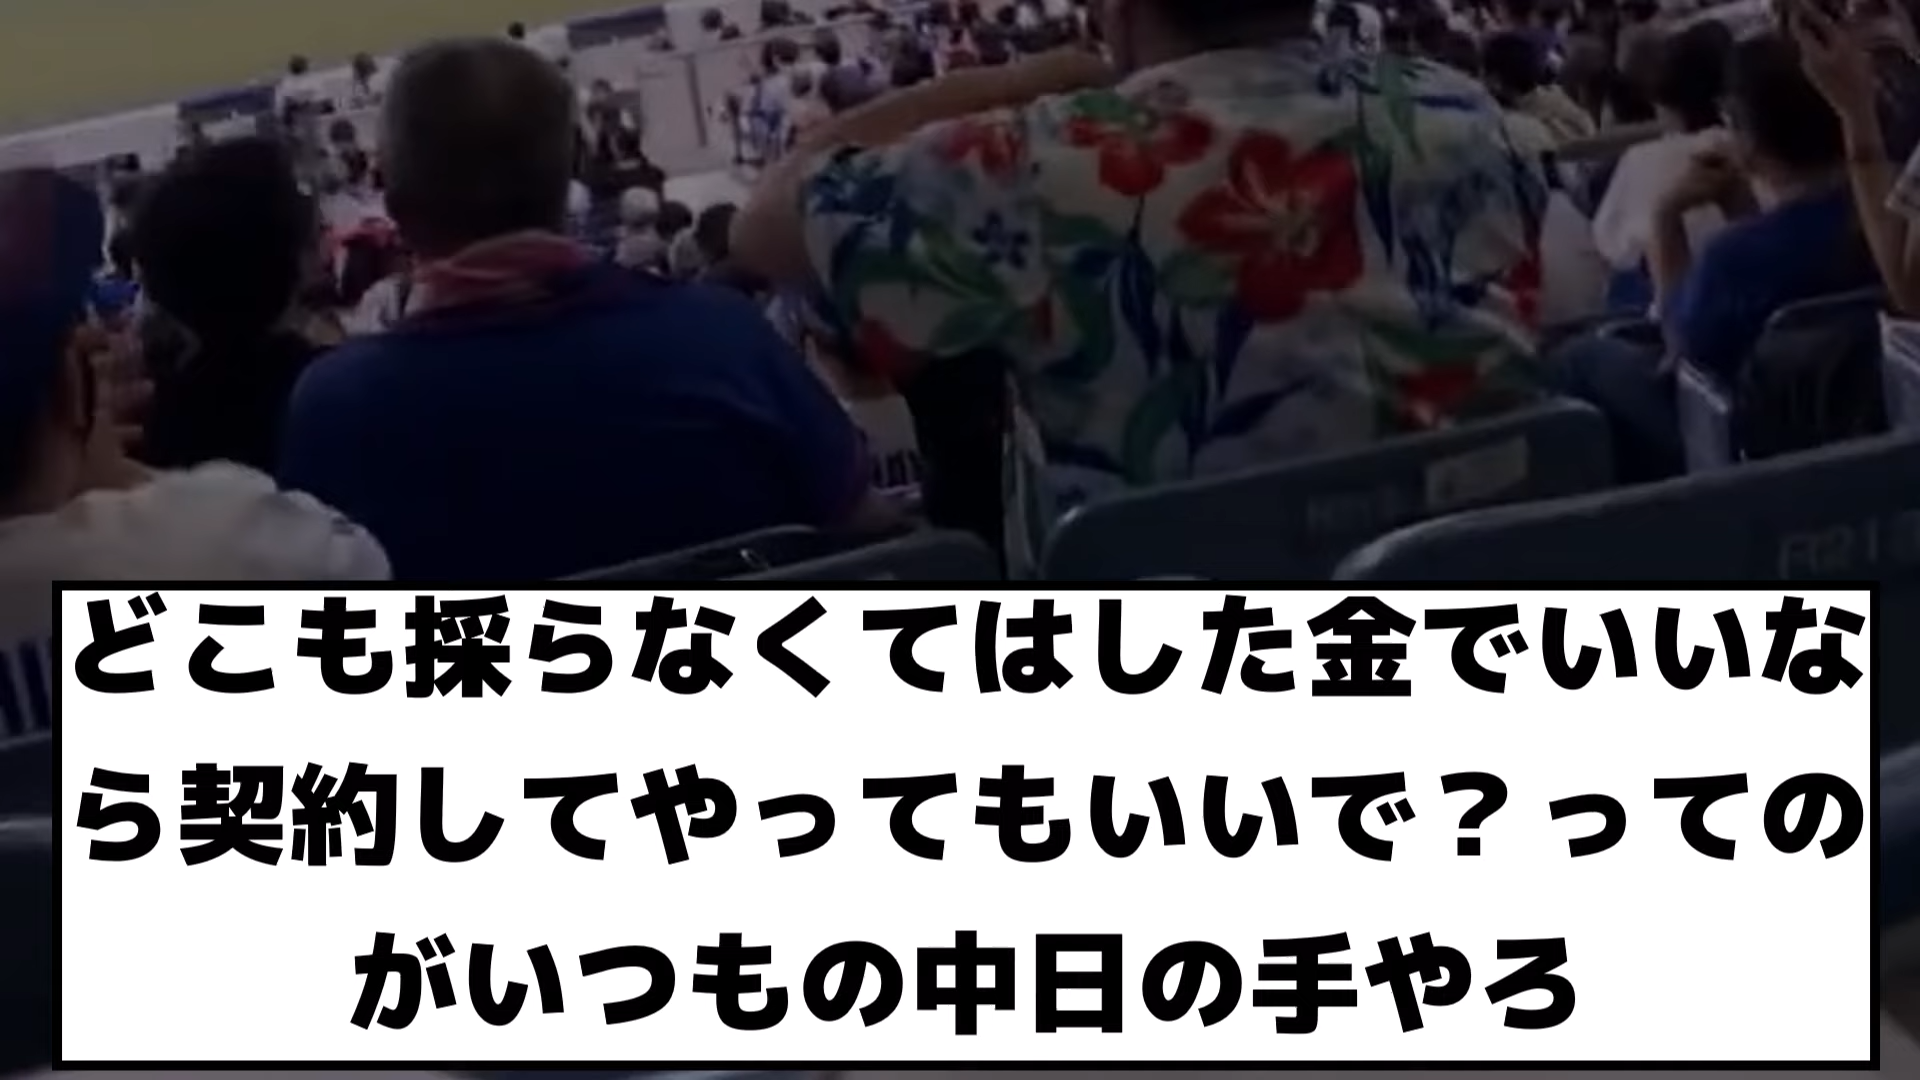 どこも採らなくてはした金でいいな
ら契約してやってもいいで？っての
がいつもの中日の手やろ